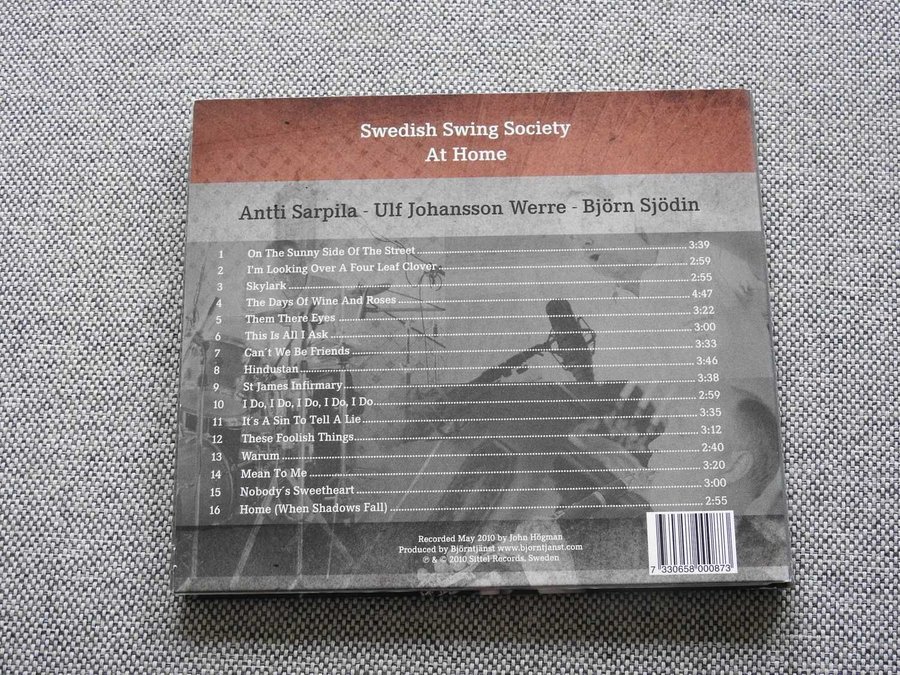 Swedish Swing Society
At Home
Antti Sarpila - Ulf Johansson Werre - Björn Sjödin
1 On The Sunny Side Of The Street 3:39
2 I'm Looking Over A Four Leaf Clover 2:59
3 Skylark 2:55
4 The Days Of Wine And Roses 4:47
5 Them There Eyes 3:22
6 This Is All I Ask 3:00
7 Can´t We Be Friends 3:33
8 Hindustan 3:46
9 St James Infirmary 3:38
10 I Do, I Do, I Do, I Do, I Do 2:59
11 It´s A Sin To Tell A Lie 3:35
12 These Foolish Things 3:12
13 Warum 2:40
14 Mean To Me 3:20
15 Nobody´s Sweetheart 3:00
16 Home (When Shadows Fall) 2:55
Recorded May 2010 by John Högman
Produced by Björntjänst www.bjorntjanst.com
℗ & © 2010 Sittel Records, Sweden
7 330658 000873